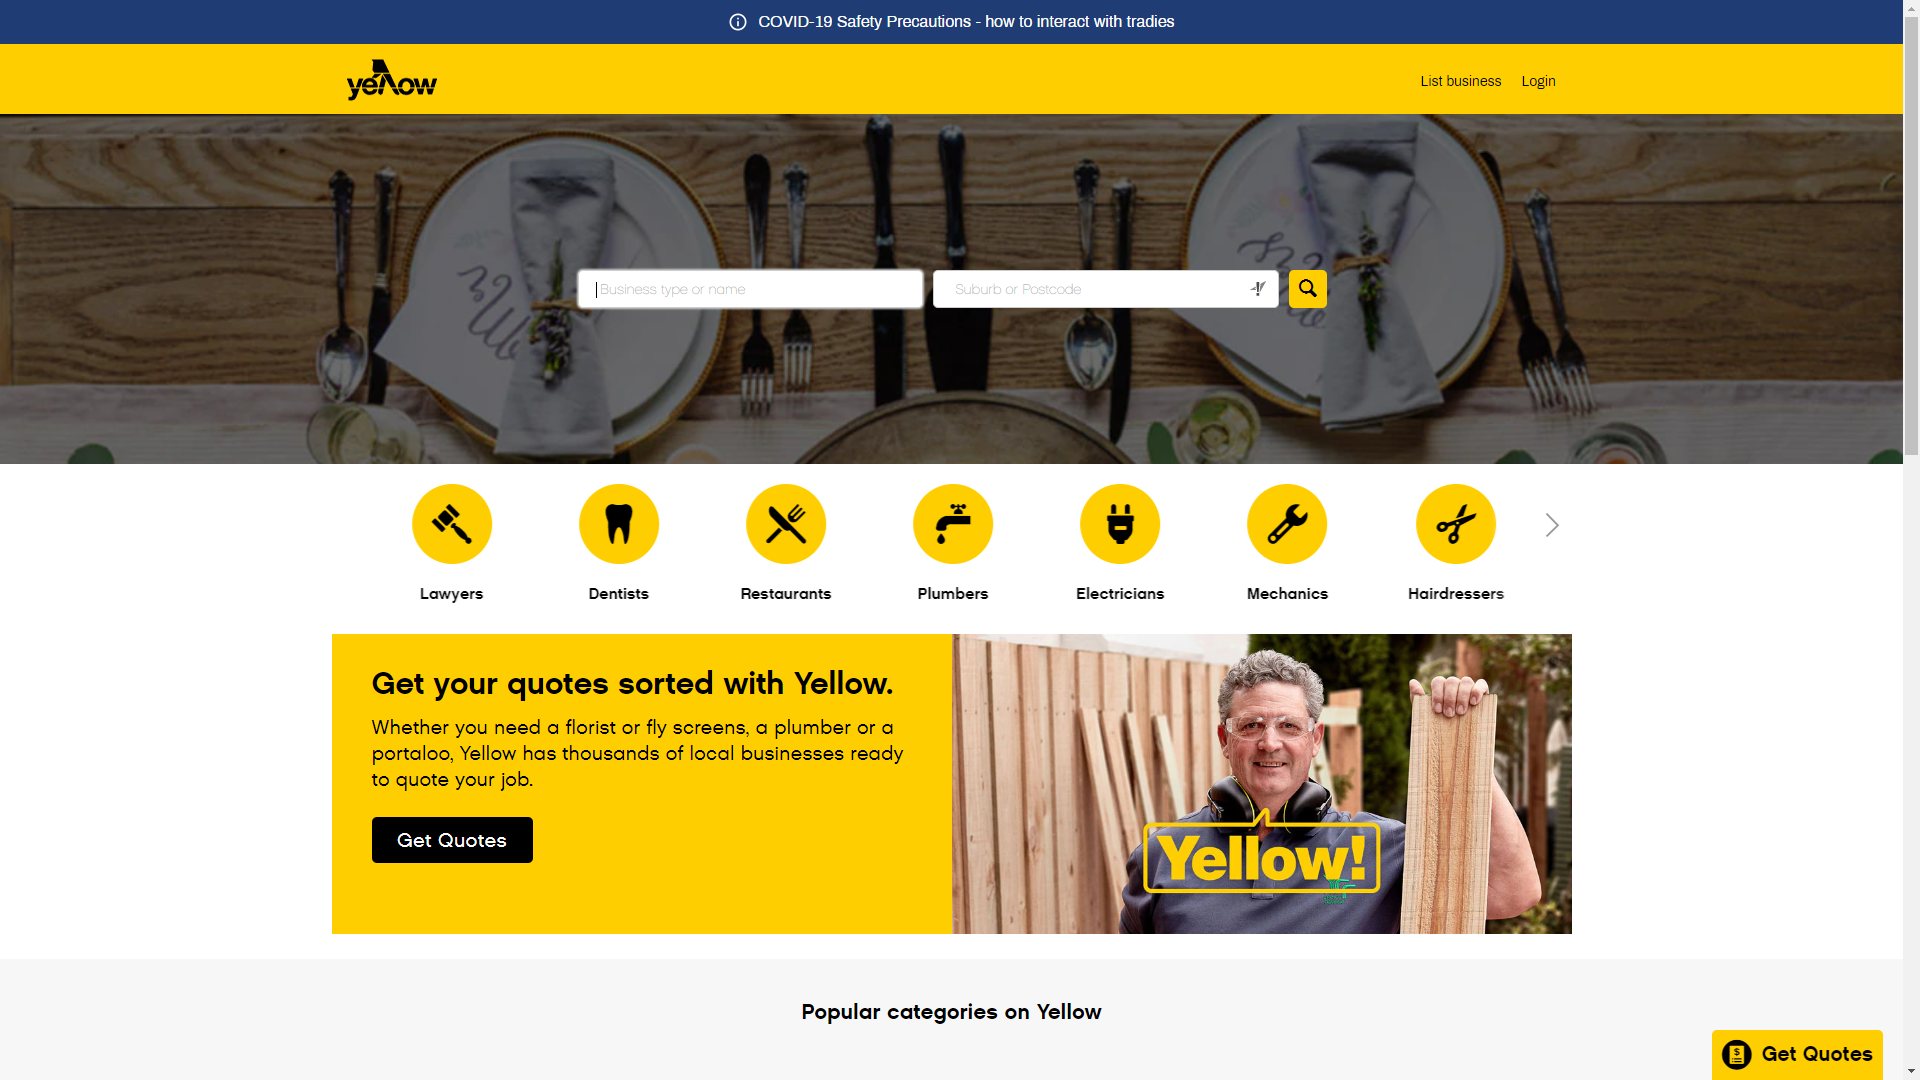 COVID-19 Safety Precautions - how to interact with tradies
yellow
List business
Login
Business type or name
Suburb or Postcode
Lawyers
Dentists
Restaurants
Plumbers
Electricians
Mechanics
Hairdressers
Get your quotes sorted with Yellow.
Whether you need a florist or fly screens, a plumber or a
portaloo, Yellow has thousands of local businesses ready
to quote your job.
Get Quotes
Yellow!
Popular categories on Yellow
Get Quotes